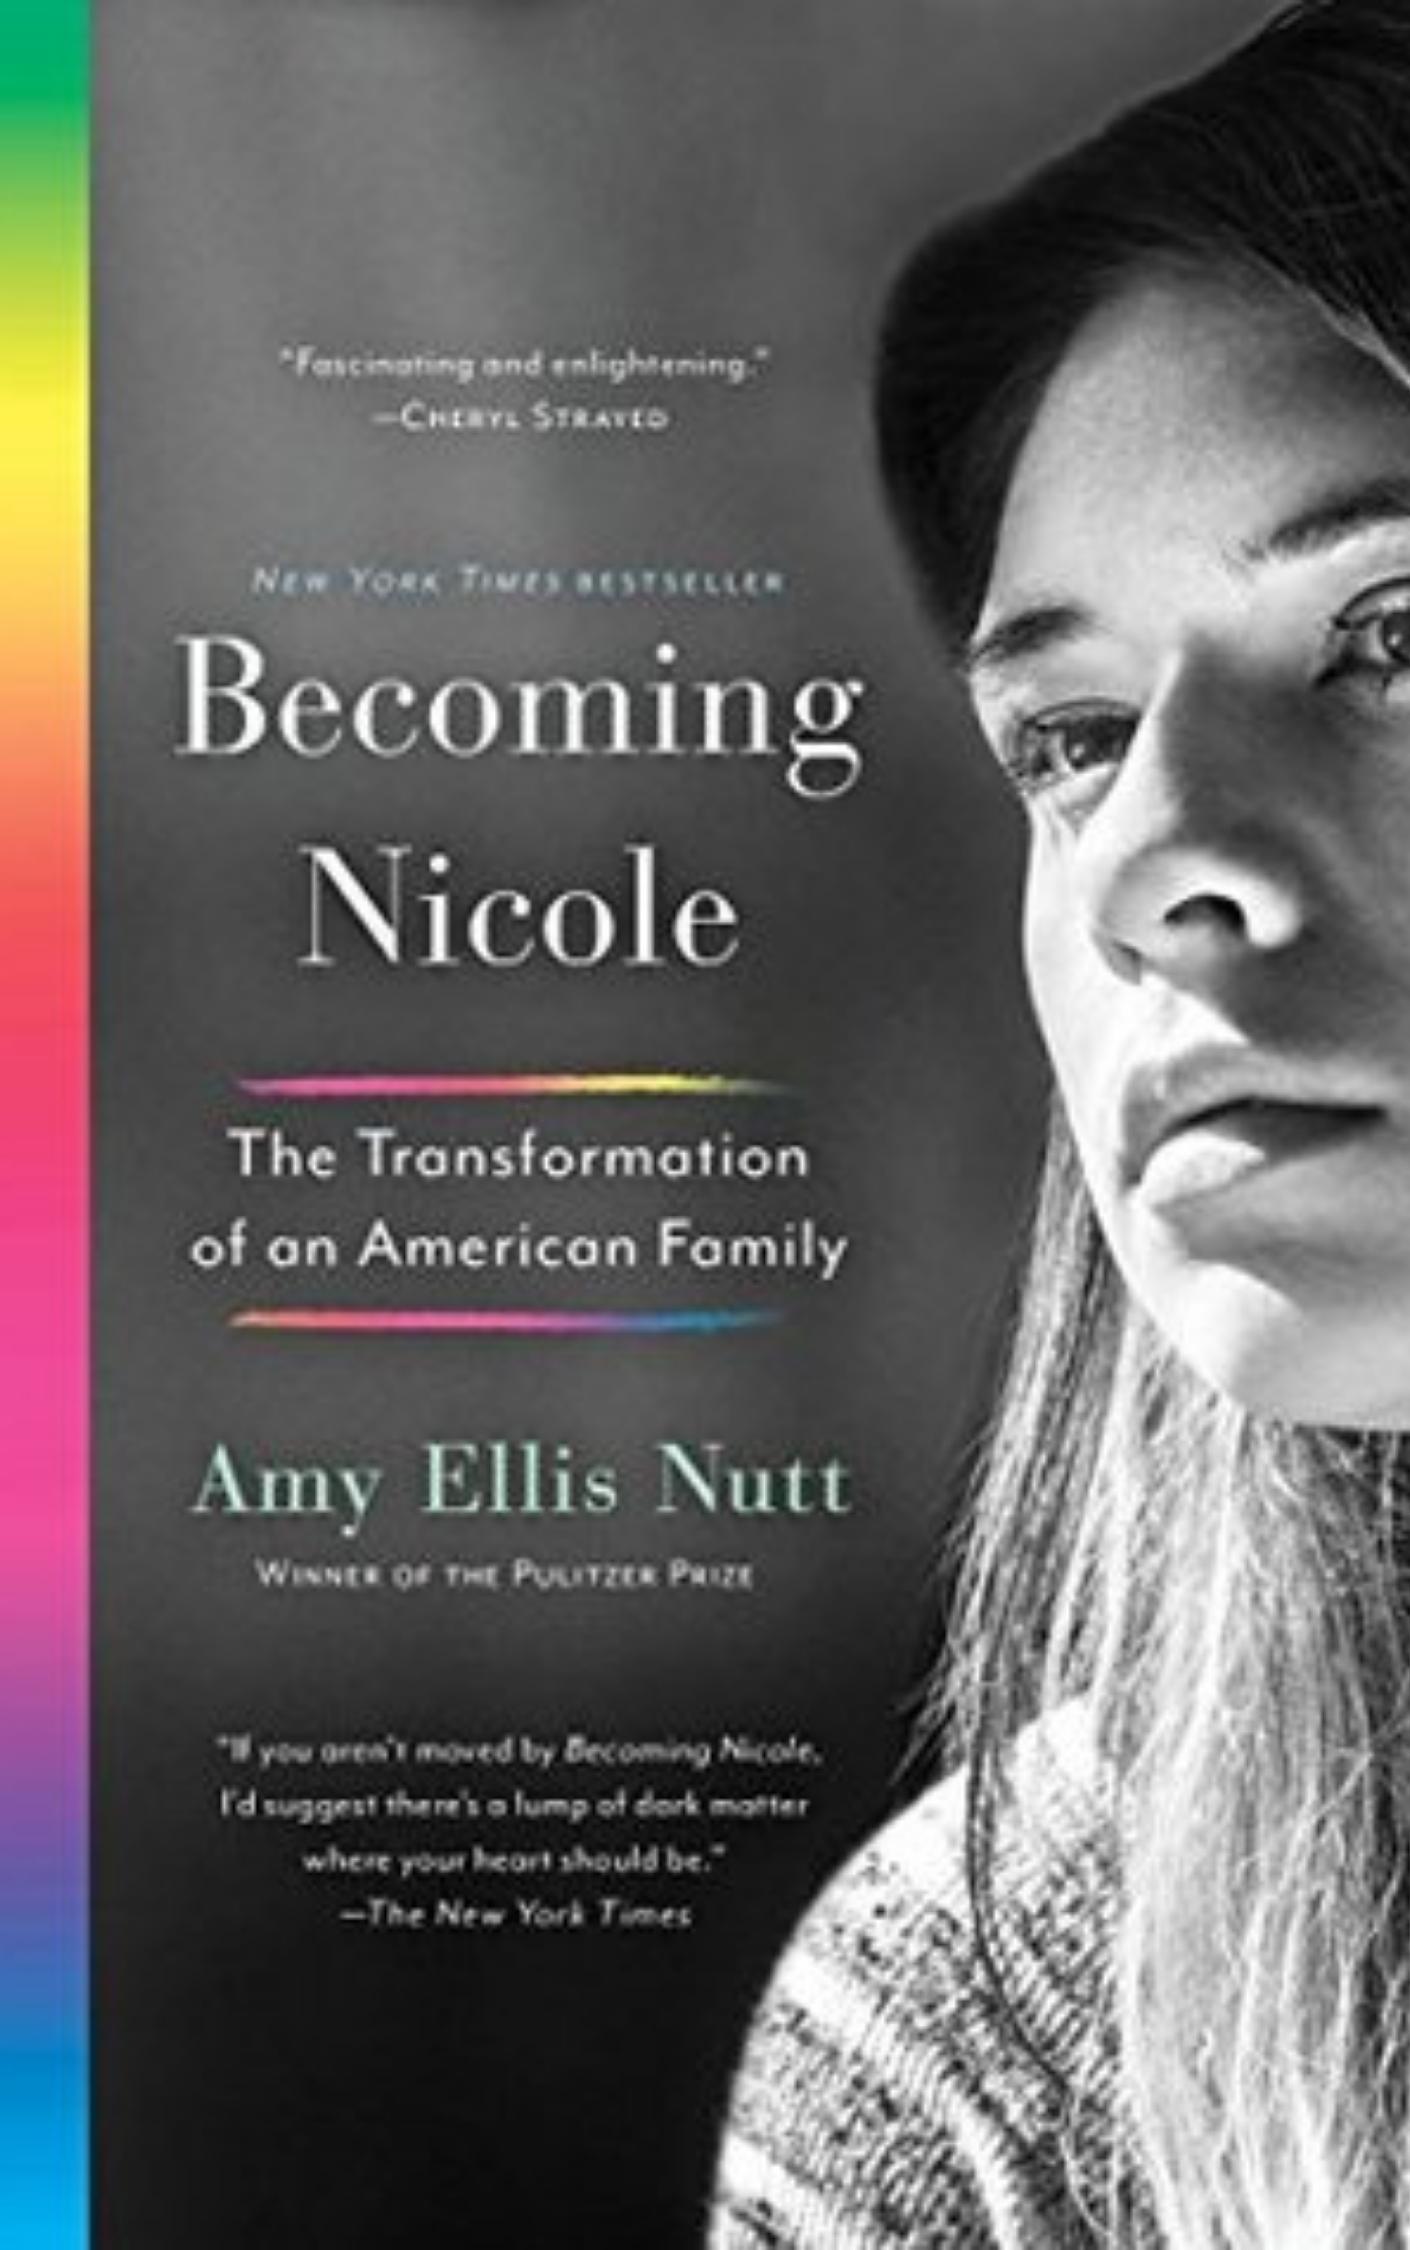 "Fascinating and enlightening."
—CHERYL STRAYED
NEW YORK TIMES BESTSELLER
Becoming
Nicole
The Transformation
of an American Family
Amy Ellis Nutt
WINNER OF THE PULITZER PRIZE
"If you aren't moved by Becoming Nicole,
I'd suggest there's a lump of dark matter
where your heart should be."
—The New York Times